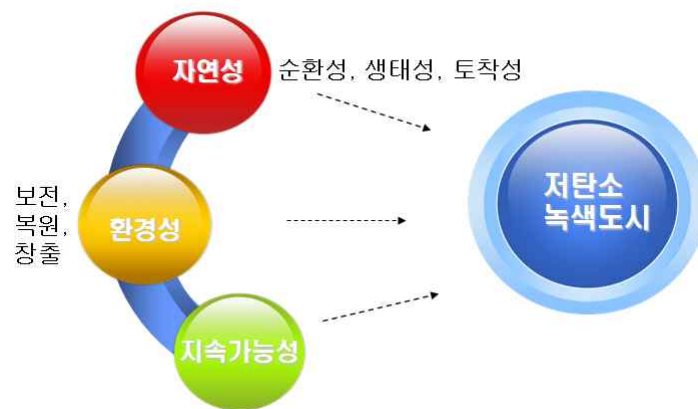 자연성
순환성, 생태성, 토착성
보전,
복원,
창출
환경성
저탄소
녹색도시
지속가능성